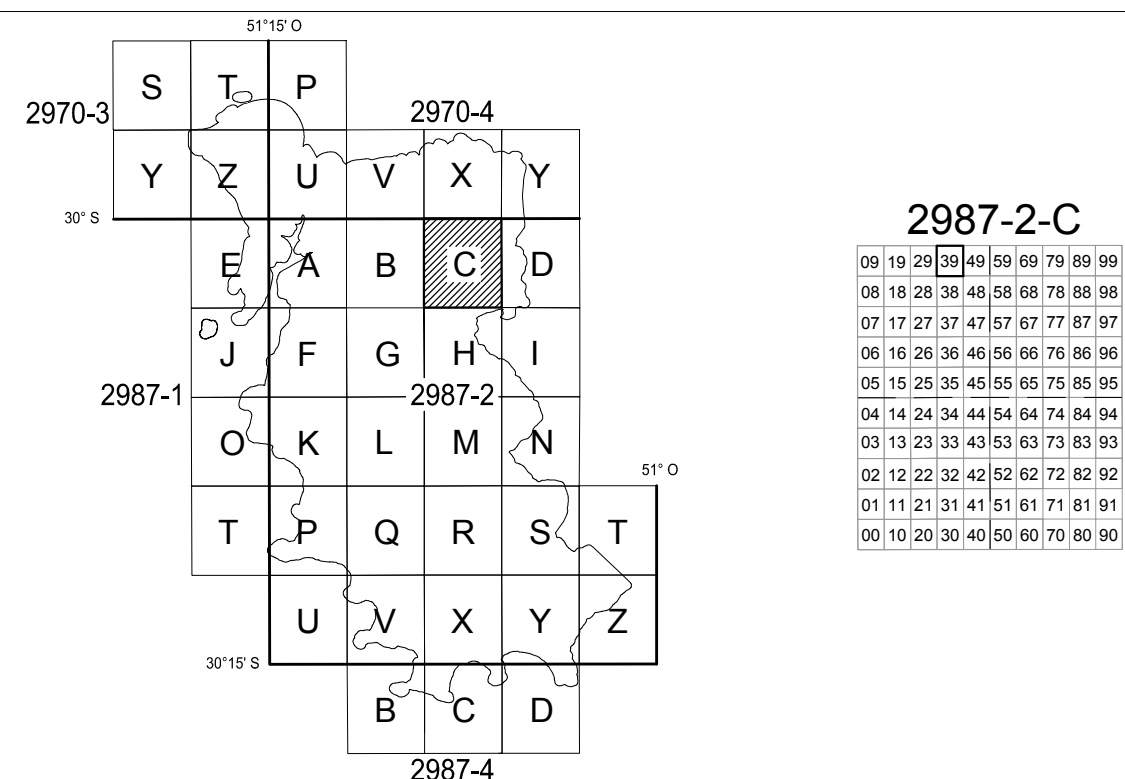 51°15' O
S T P
2970-3
2970-4
Y Z U V X Y
30° S
E A B C D
J F G H I
2987-1
2987-2
O K L M N
51° O
T P Q R S T
U V X Y Z
30°15' S
B C D
2987-4
2987-2-C
09 19 29 39 49 59 69 79 89 99
08 18 28 38 48 58 68 78 88 98
07 17 27 37 47 57 67 77 87 97
06 16 26 36 46 56 66 76 86 96
05 15 25 35 45 55 65 75 85 95
04 14 24 34 44 54 64 74 84 94
03 13 23 33 43 53 63 73 83 93
02 12 22 32 42 52 62 72 82 92
01 11 21 31 41 51 61 71 81 91
00 10 20 30 40 50 60 70 80 90